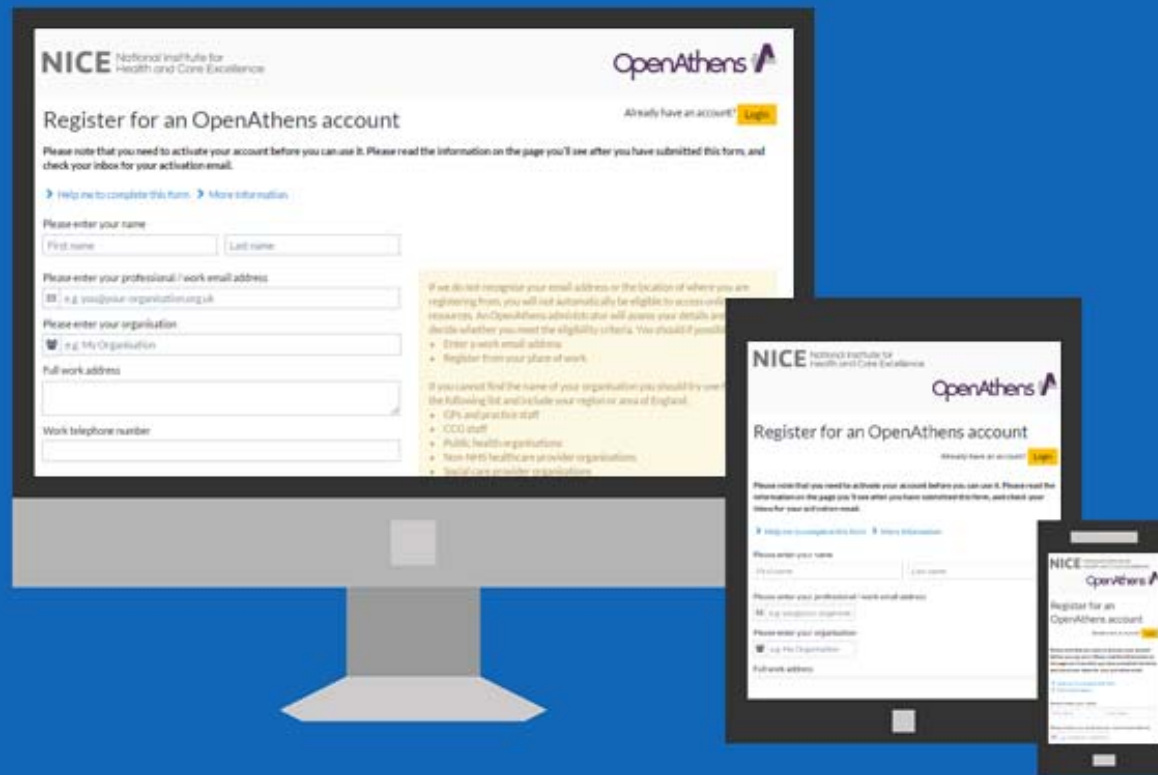 NICE National Institute for
Health and Care Excellence
OpenAthens
Register for an OpenAthens account
Already have an account? Login
Please note that you need to activate your account before you can use it. Please read the information on the page you'll see after you have submitted this form, and
check your inbox for your activation email.
Help me to complete this form More information
Please enter your name
First name Last name
Please enter your professional / work email address
e.g. you@your-organisation.org.uk
Please enter your organisation
e.g. My Organisation
Full work address
Work telephone number
If we do not recognise your email address or the location of where you are
registering from, you will not automatically be eligible to access online
resources. An OpenAthens administrator will assess your details and
decide whether you meet the eligibility criteria. You should if possible
• Enter a work email address
• Register from your place of work
If you cannot find the name of your organisation you should try one
the following list and include your region or area of England.
• GPs and practice staff
• CCG staff
• Public health organisations
• Non-NHS healthcare provider organisations
• Social care provider organisations
NICE National Institute for
Health and Care Excellence
OpenAthens
Register for an OpenAthens account
Already have an account? Login
Please note that you need to activate your account before you can use it. Please read the
information on the page you'll see after you have submitted this form, and check your
inbox for your activation email.
Help me to complete this form More information
Please enter your name
First name Last name
Please enter your professional / work email address
Please enter your organisation
e.g. My Organisation
Full work address
NICE
OpenAthens
Register for an
OpenAthens account